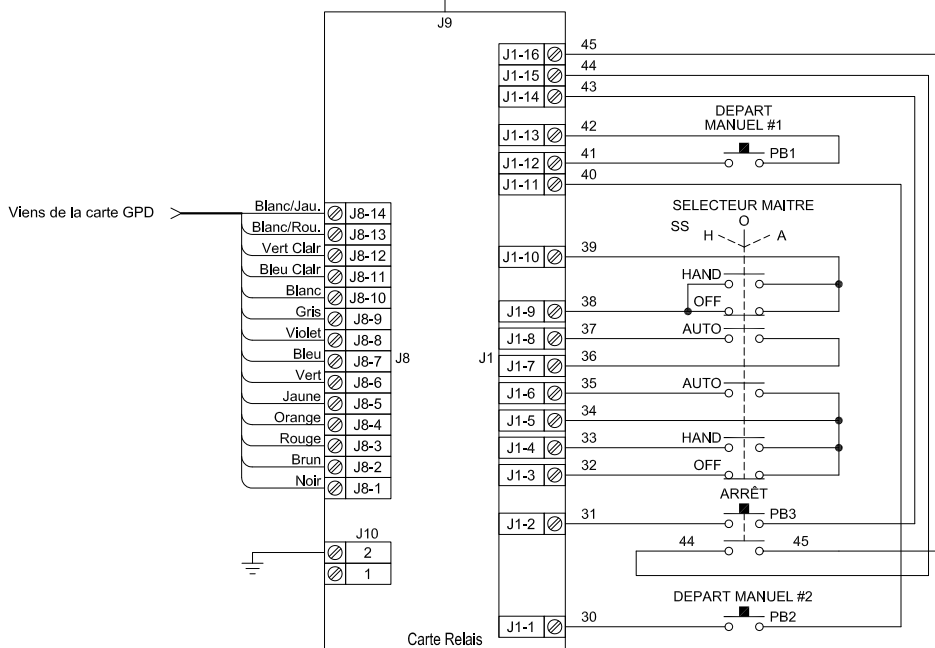 J9
J1-16 45
J1-15 44
J1-14 43
J1-13 42
J1-12 41
J1-11 40
DEPART
MANUEL #1
PB1
Viens de la carte GPD
Blanc/Jau. J8-14
Blanc/Rou. J8-13
Vert Clair J8-12
Bleu Clair J8-11
Blanc J8-10
Gris J8-9
Violet J8-8
Bleu J8-7
Vert J8-6
Jaune J8-5
Orange J8-4
Rouge J8-3
Brun J8-2
Noir J8-1
J8
J1
SELECTEUR MAITRE
O
SS
H A
J1-10 39
HAND
J1-9 38 OFF
J1-8 37 AUTO
J1-7 36
J1-6 35 AUTO
J1-5 34
J1-4 33 HAND
J1-3 32 OFF
ARRÊT
J1-2 31 PB3
44 45
J10
2
1
DEPART MANUEL #2
J1-1 30 PB2
Carte Relais